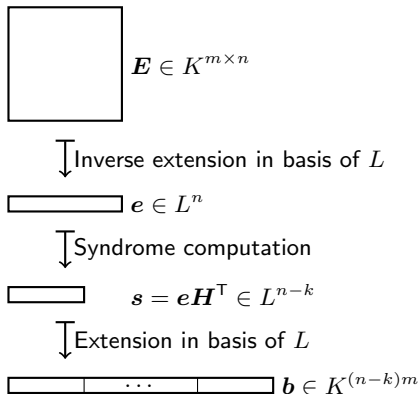 E ∈ K^{m×n}
Inverse extension in basis of L
e ∈ L^n
Syndrome computation
s = eH^T ∈ L^{n−k}
Extension in basis of L
··· b ∈ K^{(n−k)m}